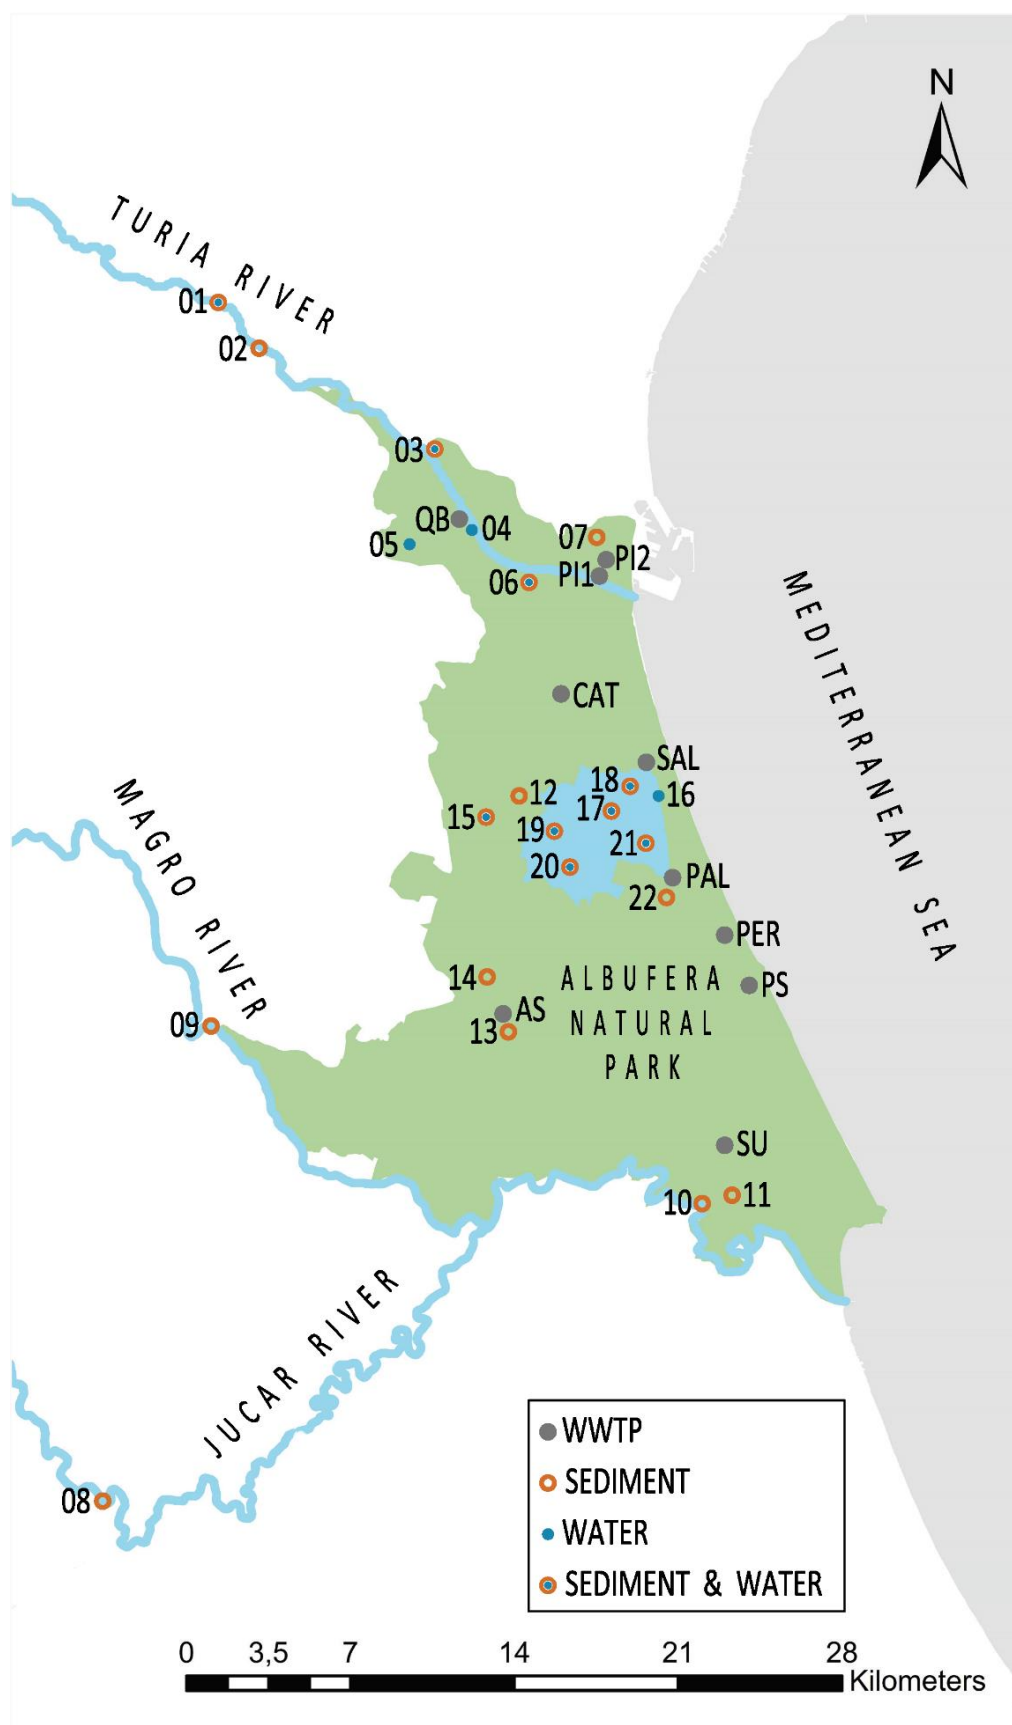 N
TURIA RIVER
01
02
03
QB
04
05
07
PI2
PI1
06
MEDITERRANEAN SEA
CAT
SAL
18
16
12
17
15
19
21
20
PAL
22
MAGRO RIVER
PER
14
PS
ALBUFERA
NATURAL
PARK
AS
13
09
SU
11
10
JUCAR RIVER
08
WWTP
SEDIMENT
WATER
SEDIMENT & WATER
0 3,5 7 14 21 28
Kilometers